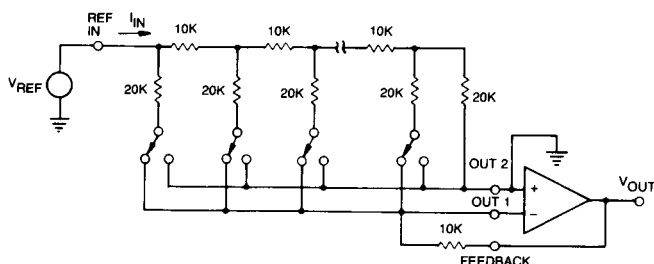 REF
IN
I_IN
10K
10K
10K
V_REF
20K
20K
20K
20K
20K
OUT 2
+
OUT 1
−
V_OUT
10K
FEEDBACK